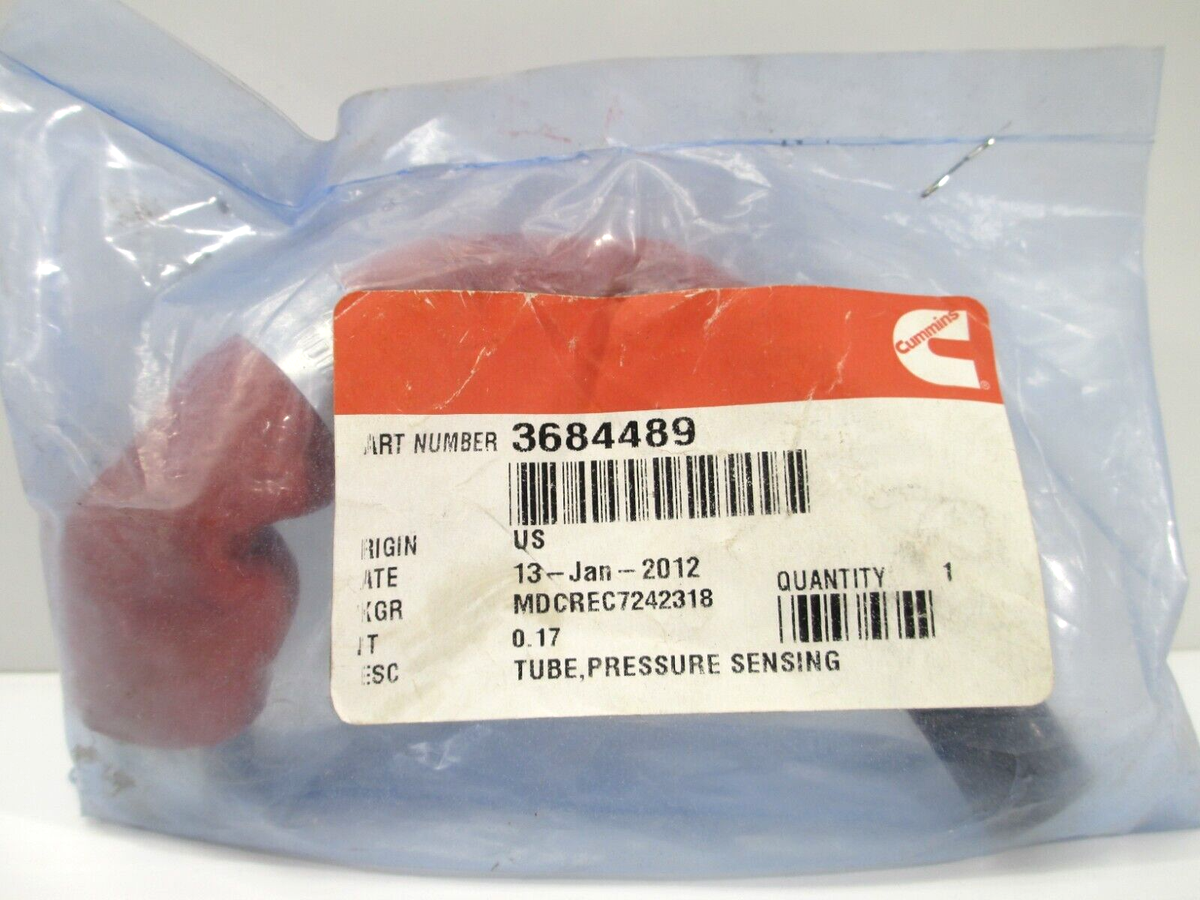 Cummins
®
ART NUMBER 3684489
RIGIN US
ATE 13-Jan-2012
KGR MDCREC7242318
QUANTITY 1
T 0.17
ESC TUBE,PRESSURE SENSING